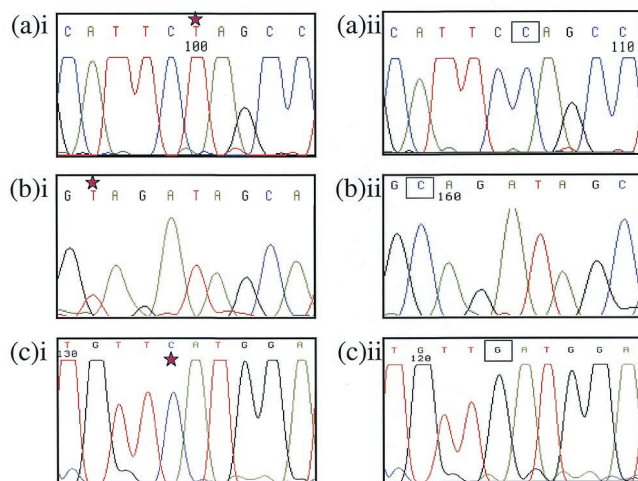 (a)i
C A T T C T A G C C
100
(a)ii
C A T T C C A G C C
110
(b)i
G T A G A T A G C A
(b)ii
G C A G A T A G C
160
(c)i
T G T T C A T G G A
130
(c)ii
T G T T G A T G G A
120